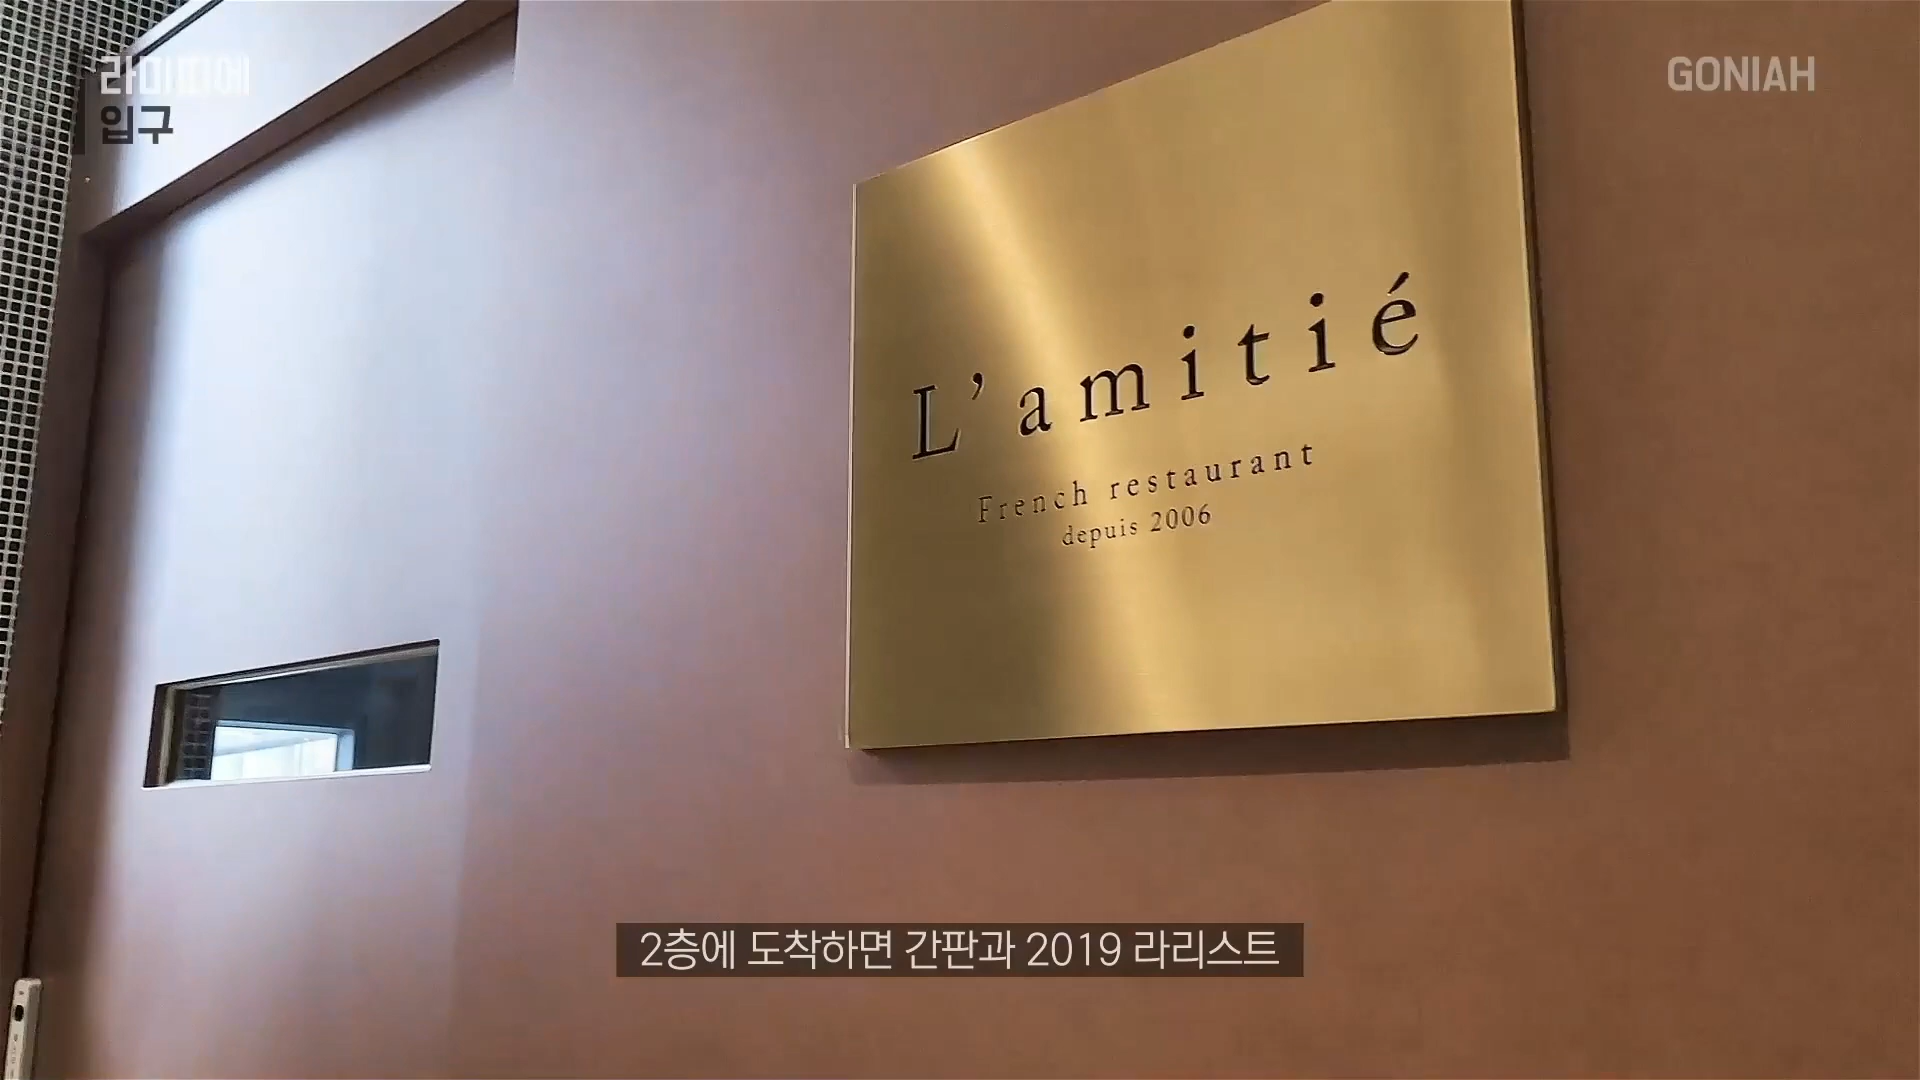 라미띠에
입구
GONIAH
L'amitié
French restaurant
depuis 2006
2층에 도착하면 간판과 2019 라리스트